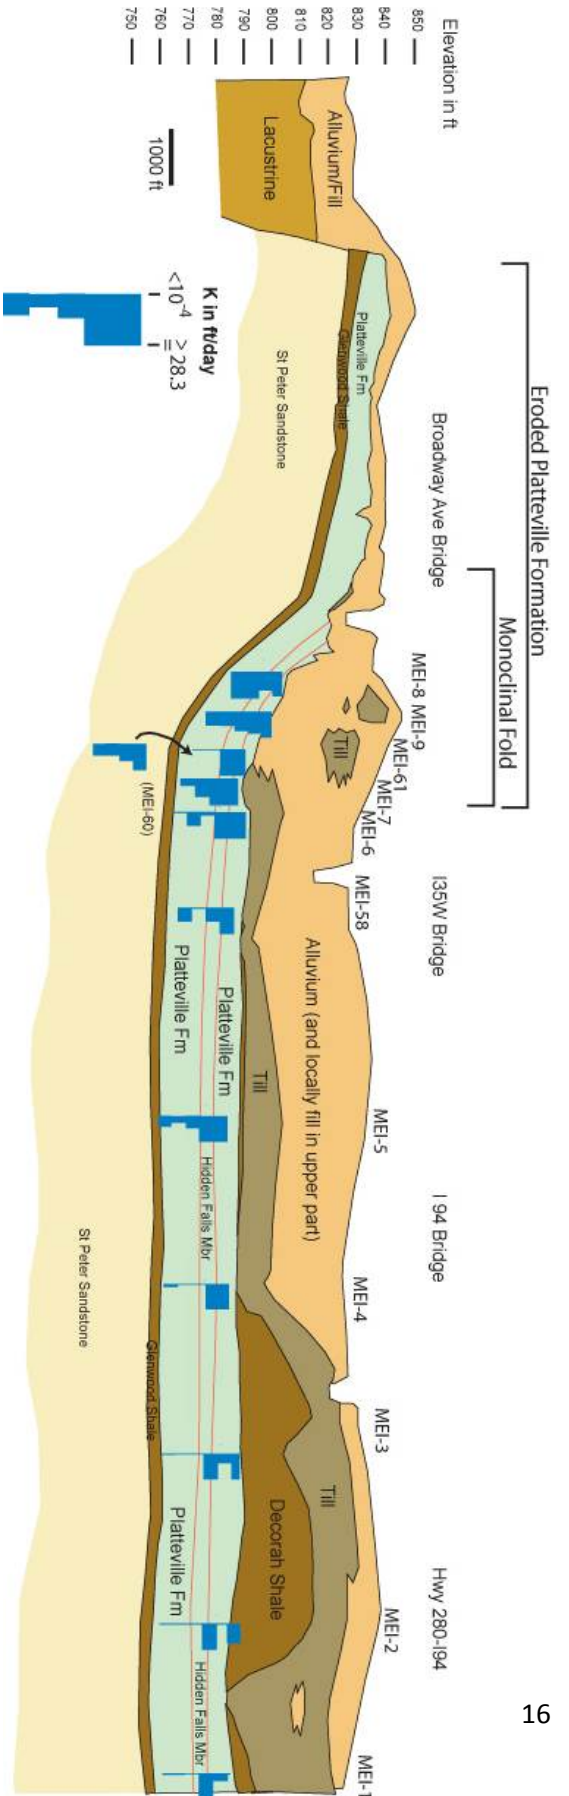 Elevation in ft
850
840
830
820
810
800
790
780
770
760
750
1000 ft
K in ft/day
<10⁻⁴
≥ 28.3
=
Eroded Platteville Formation
Monoclinal Fold
Broadway Ave Bridge
I35W Bridge
I 94 Bridge
Hwy 280-I94
MEI-8
MEI-9
MEI-61
MEI-7
MEI-6
MEI-58
MEI-5
MEI-4
MEI-3
MEI-2
MEI-1
(MEI-60)
Alluvium/Fill
Lacustrine
Platteville Fm
Glenwood Shale
St Peter Sandstone
Till
Alluvium (and locally fill in upper part)
Till
Platteville Fm
Platteville Fm
Hidden Falls Mbr
St Peter Sandstone
Glenwood Shale
Till
Decorah Shale
Platteville Fm
Hidden Falls Mbr
16